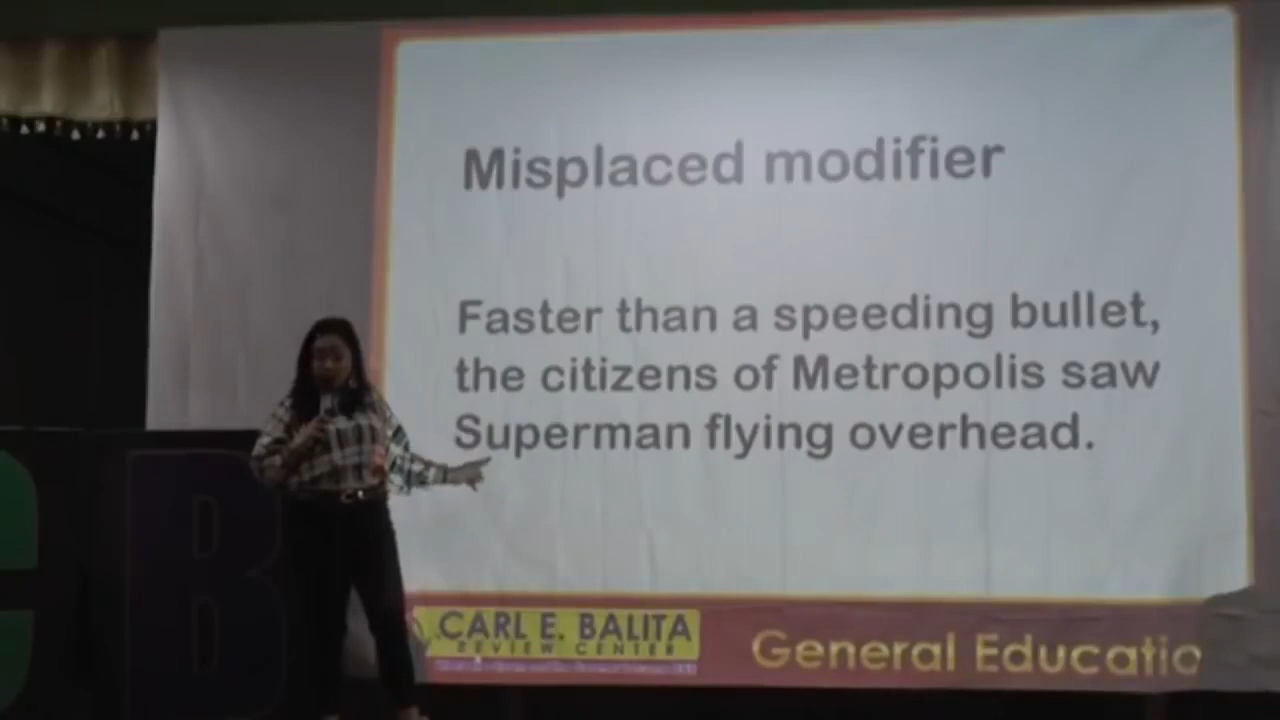 Misplaced modifier
Faster than a speeding bullet,
the citizens of Metropolis saw
Superman flying overhead.
CARL E. BALITA
REVIEW CENTER
General Educatio
C B